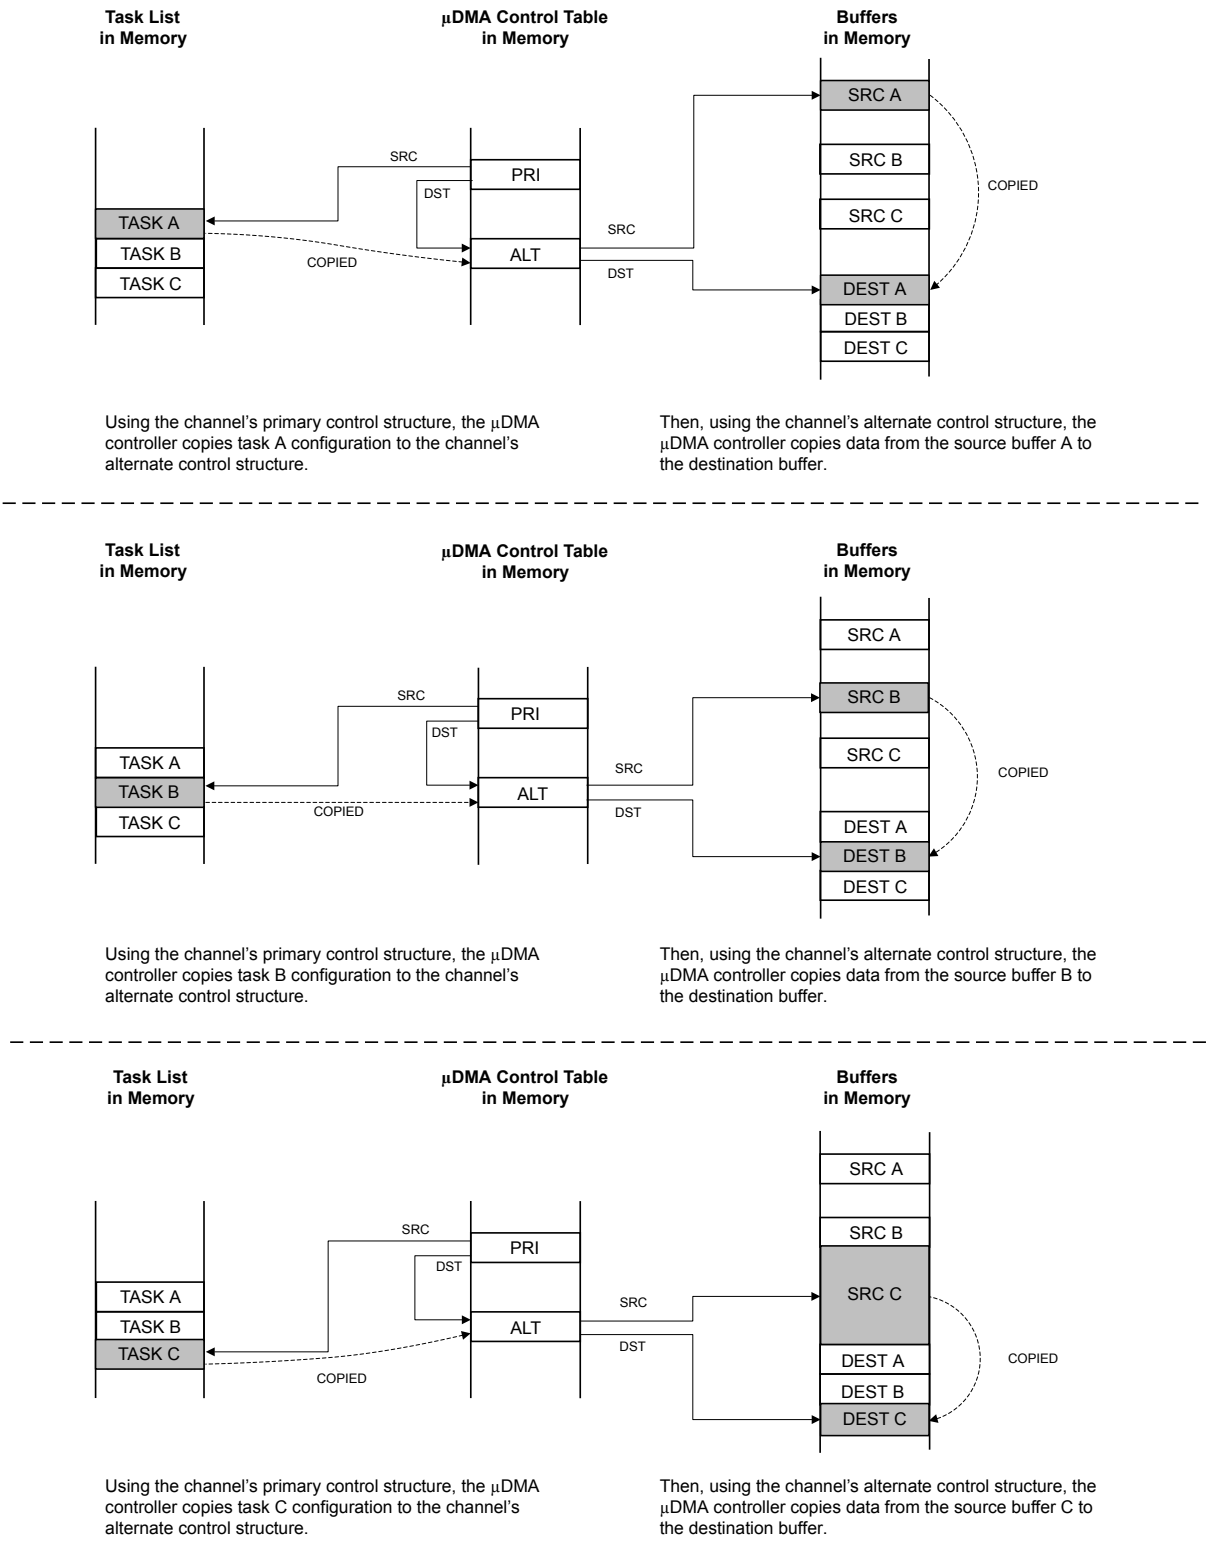 Task List
in Memory
µDMA Control Table
in Memory
Buffers
in Memory
SRC A
SRC B
SRC C
DEST A
DEST B
DEST C
COPIED
PRI
ALT
SRC
DST
SRC
DST
TASK A
TASK B
TASK C
COPIED
Using the channel's primary control structure, the µDMA
controller copies task A configuration to the channel's
alternate control structure.
Then, using the channel's alternate control structure, the
µDMA controller copies data from the source buffer A to
the destination buffer.
Task List
in Memory
µDMA Control Table
in Memory
Buffers
in Memory
SRC A
SRC B
SRC C
DEST A
DEST B
DEST C
COPIED
PRI
ALT
SRC
DST
SRC
DST
TASK A
TASK B
TASK C
COPIED
Using the channel's primary control structure, the µDMA
controller copies task B configuration to the channel's
alternate control structure.
Then, using the channel's alternate control structure, the
µDMA controller copies data from the source buffer B to
the destination buffer.
Task List
in Memory
µDMA Control Table
in Memory
Buffers
in Memory
SRC A
SRC B
SRC C
DEST A
DEST B
DEST C
COPIED
PRI
ALT
SRC
DST
SRC
DST
TASK A
TASK B
TASK C
COPIED
Using the channel's primary control structure, the µDMA
controller copies task C configuration to the channel's
alternate control structure.
Then, using the channel's alternate control structure, the
µDMA controller copies data from the source buffer C to
the destination buffer.